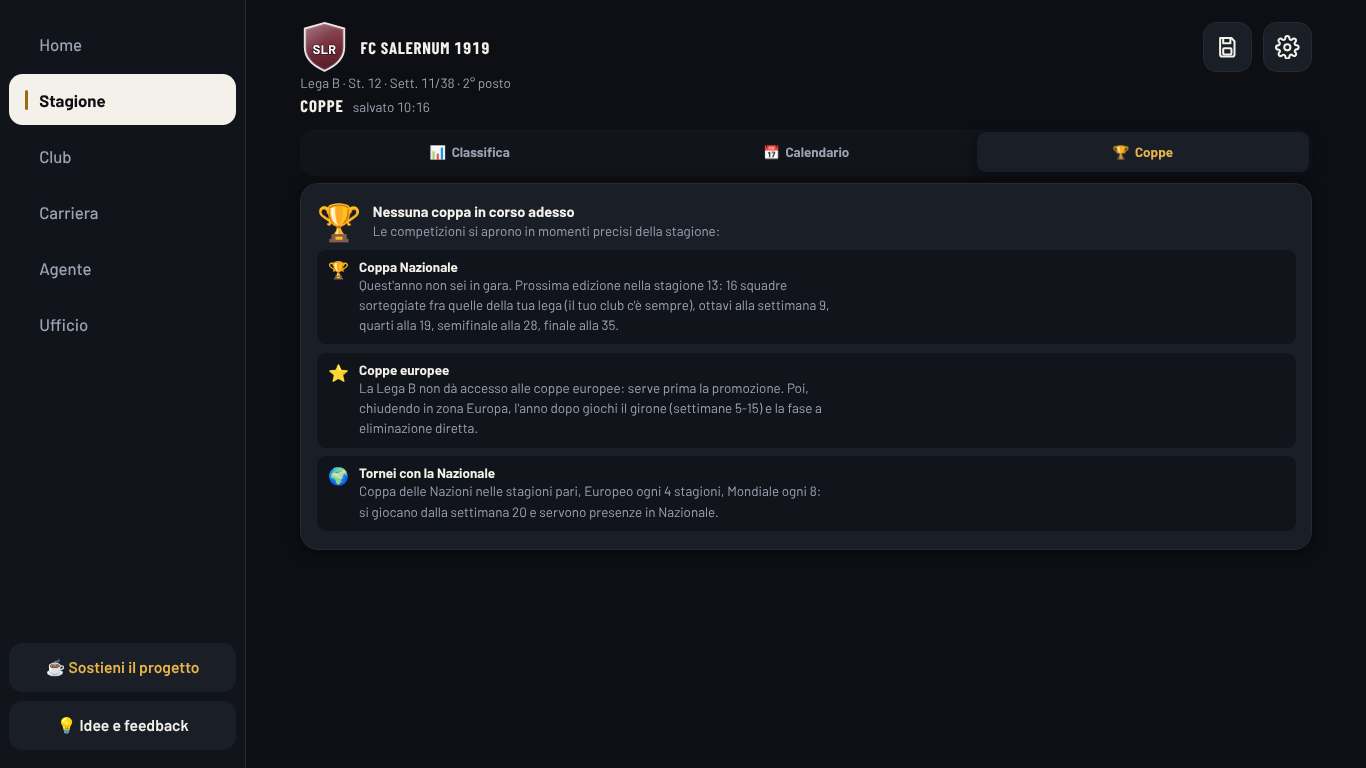 Home
Stagione
Club
Carriera
Agente
Ufficio
☕ Sostieni il progetto
💡 Idee e feedback
SLR
FC SALERNUM 1919
Lega B · St. 12 · Sett. 11/38 · 2° posto
COPPE salvato 10:16
📊 Classifica
📅 Calendario
🏆 Coppe
Nessuna coppa in corso adesso
Le competizioni si aprono in momenti precisi della stagione:
Coppa Nazionale
Quest'anno non sei in gara. Prossima edizione nella stagione 13: 16 squadre
sorteggiate fra quelle della tua lega (il tuo club c'è sempre), ottavi alla settimana 9,
quarti alla 19, semifinale alla 28, finale alla 35.
Coppe europee
La Lega B non dà accesso alle coppe europee: serve prima la promozione. Poi,
chiudendo in zona Europa, l'anno dopo giochi il girone (settimane 5-15) e la fase a
eliminazione diretta.
Tornei con la Nazionale
Coppa delle Nazioni nelle stagioni pari, Europeo ogni 4 stagioni, Mondiale ogni 8:
si giocano dalla settimana 20 e servono presenze in Nazionale.